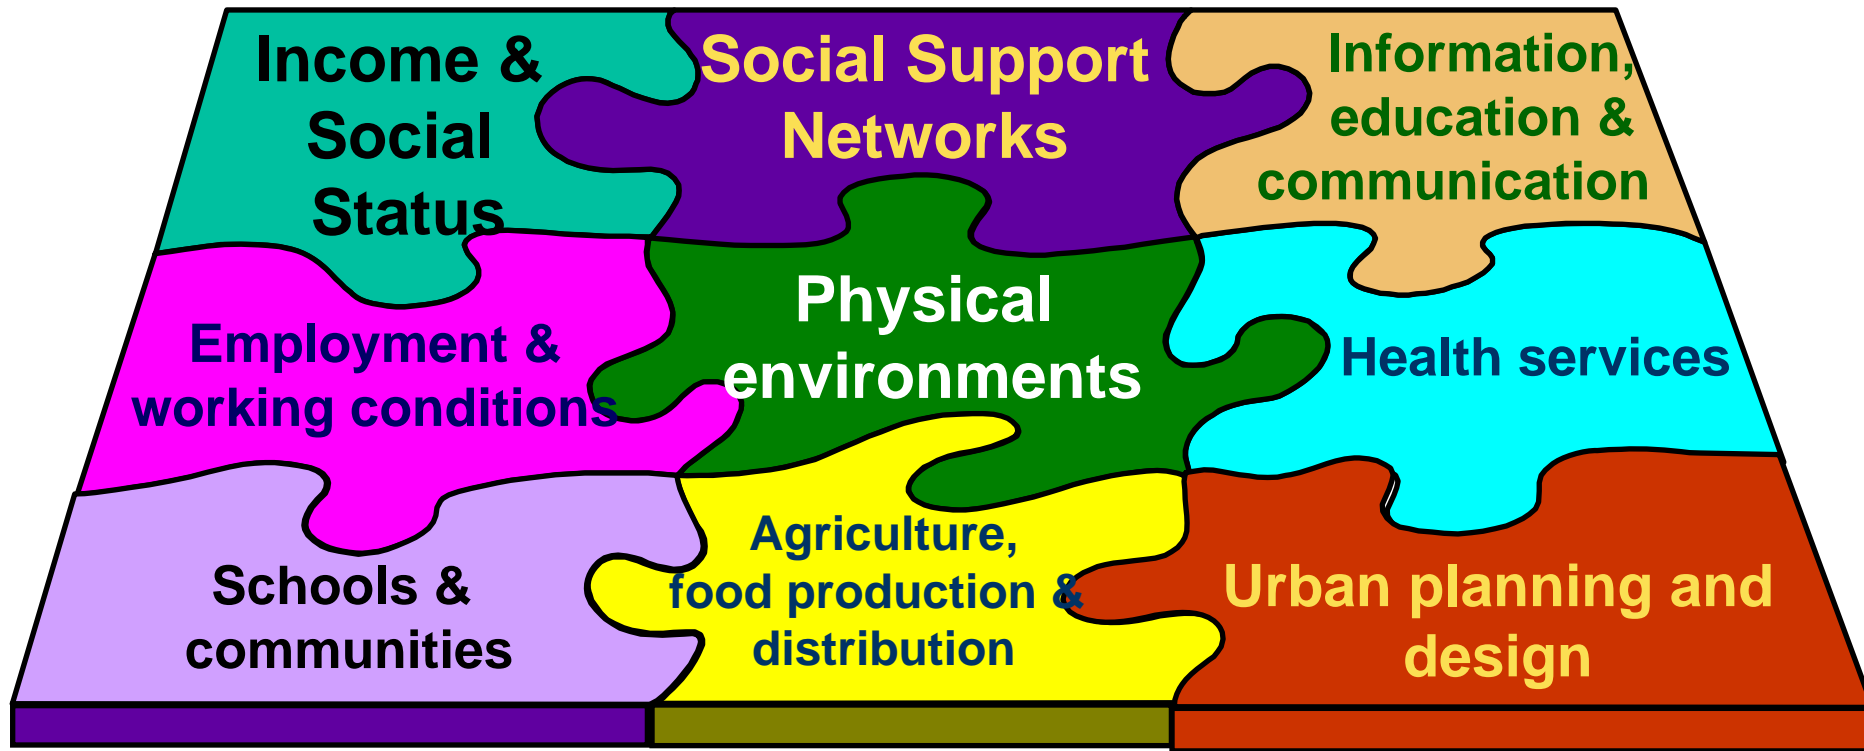 Income &
Social
Status
Social Support
Networks
Information,
education &
communication
Employment &
working conditions
Physical
environments
Health services
Schools &
communities
Agriculture,
food production &
distribution
Urban planning and
design